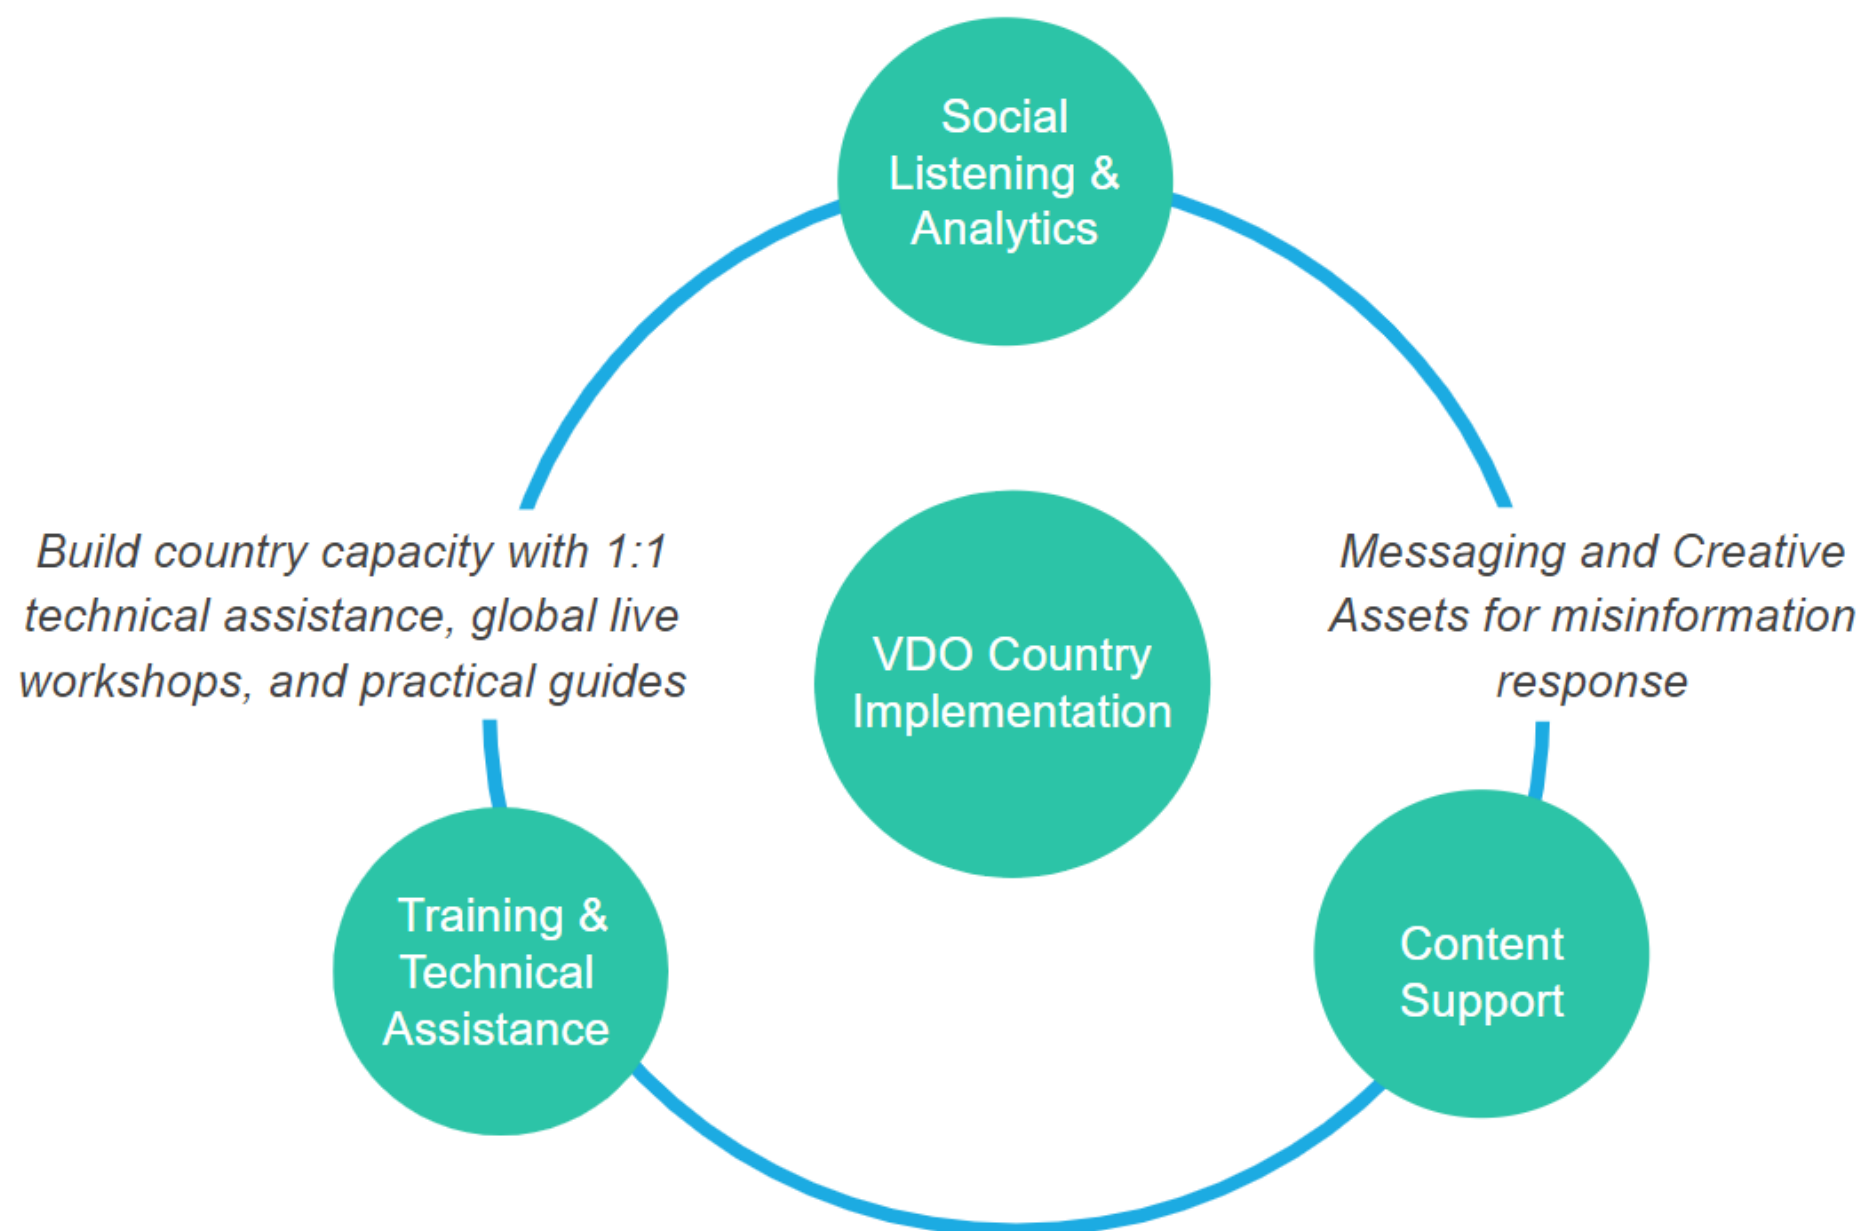 Social
Listening &
Analytics
Build country capacity with 1:1
technical assistance, global live
workshops, and practical guides
Messaging and Creative
Assets for misinformation
response
VDO Country
Implementation
Training &
Technical
Assistance
Content
Support